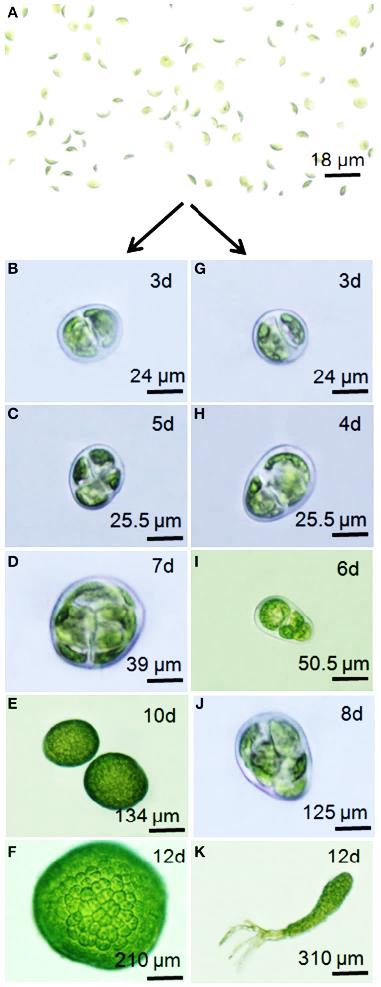 A
18 µm
B
3d
24 µm
G
3d
24 µm
C
5d
25.5 µm
H
4d
25.5 µm
D
7d
39 µm
I
6d
50.5 µm
E
10d
134 µm
J
8d
125 µm
F
12d
210 µm
K
12d
310 µm